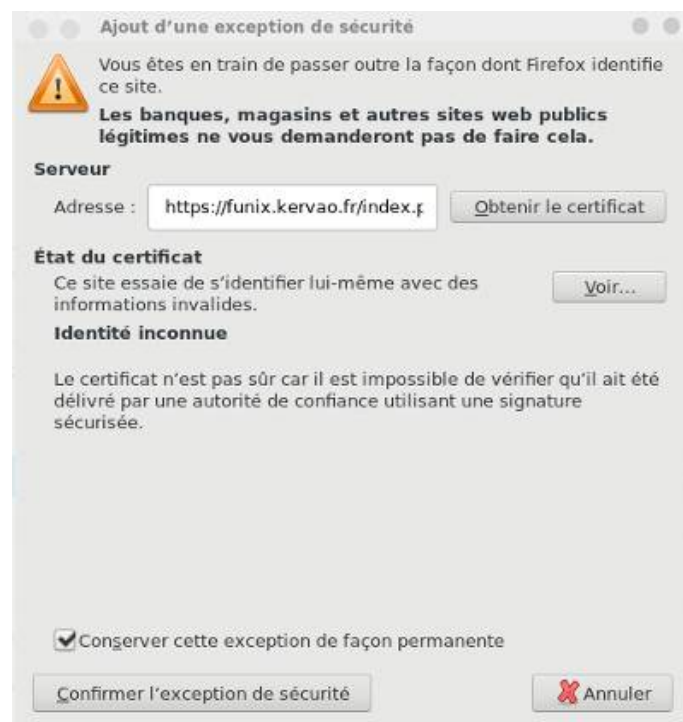 Ajout d'une exception de sécurité
Vous êtes en train de passer outre la façon dont Firefox identifie
ce site.
Les banques, magasins et autres sites web publics
légitimes ne vous demanderont pas de faire cela.
Serveur
Adresse : https://funix.kervao.fr/index.p Obtenir le certificat
État du certificat
Ce site essaie de s'identifier lui-même avec des
informations invalides.
Voir...
Identité inconnue
Le certificat n'est pas sûr car il est impossible de vérifier qu'il ait été
délivré par une autorité de confiance utilisant une signature
sécurisée.
Conserver cette exception de façon permanente
Confirmer l'exception de sécurité Annuler